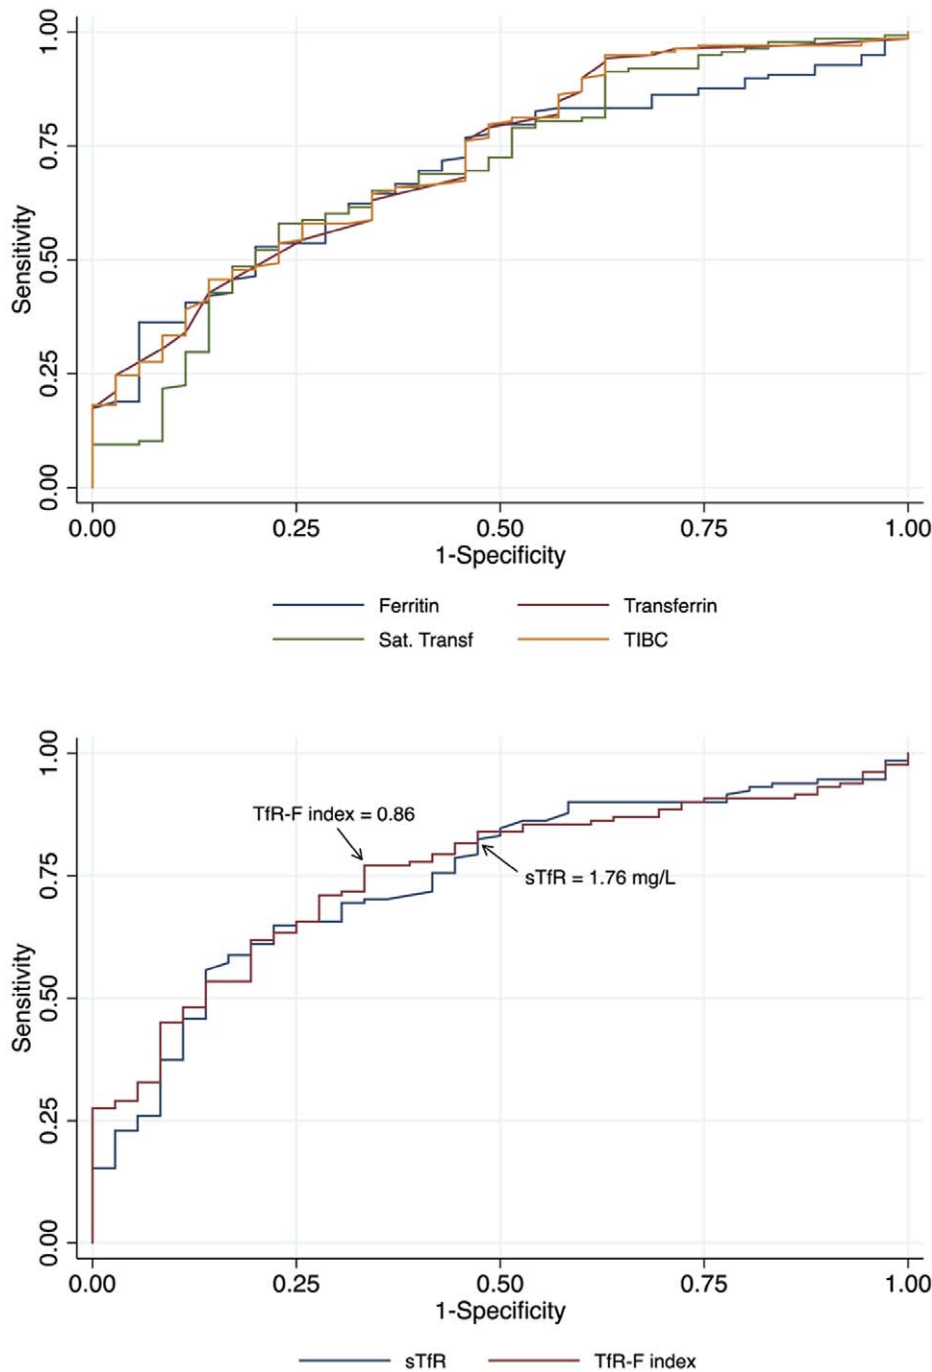 1.00
0.75
0.50
0.25
0.00
Sensitivity
0.00 0.25 0.50 0.75 1.00
1-Specificity
Ferritin Transferrin
Sat. Transf TIBC
1.00
0.75
0.50
0.25
0.00
Sensitivity
TfR-F index = 0.86
sTfR = 1.76 mg/L
0.00 0.25 0.50 0.75 1.00
1-Specificity
sTfR TfR-F index